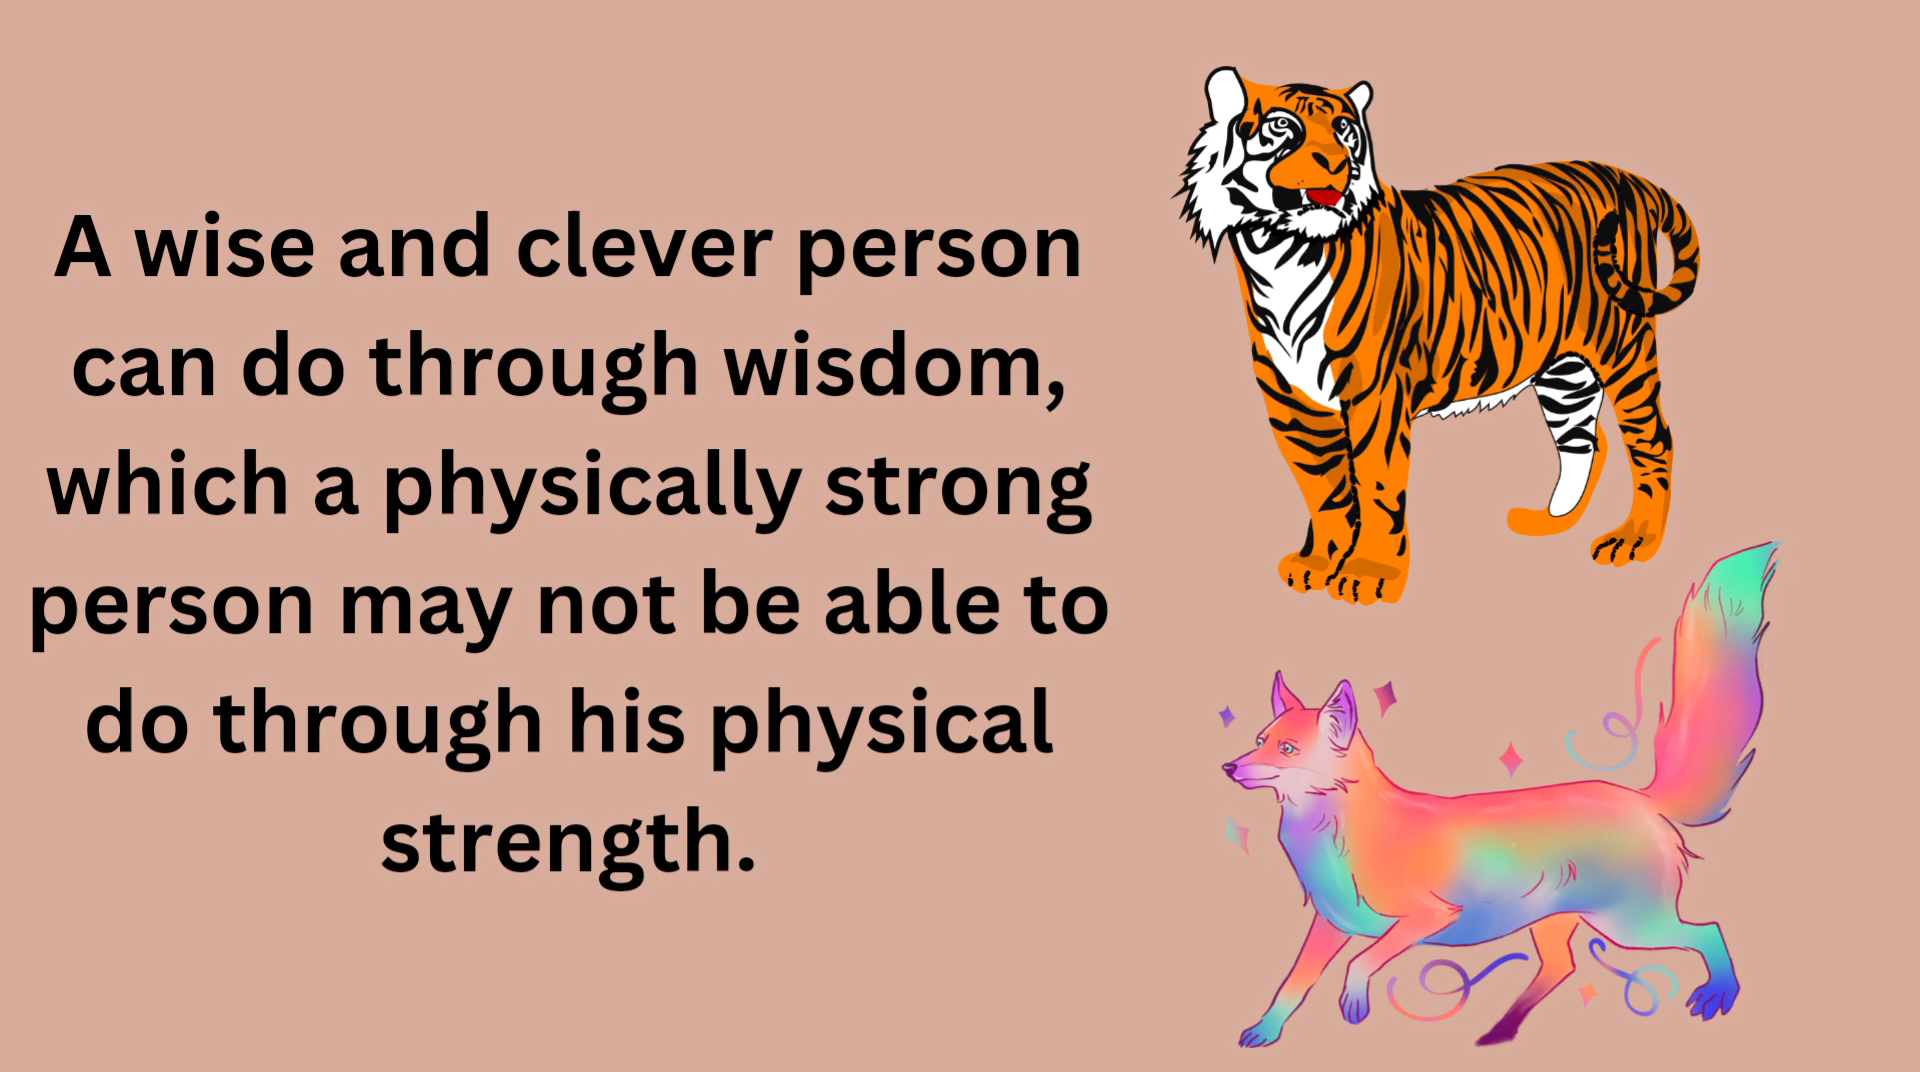 A wise and clever person
can do through wisdom,
which a physically strong
person may not be able to
do through his physical
strength.